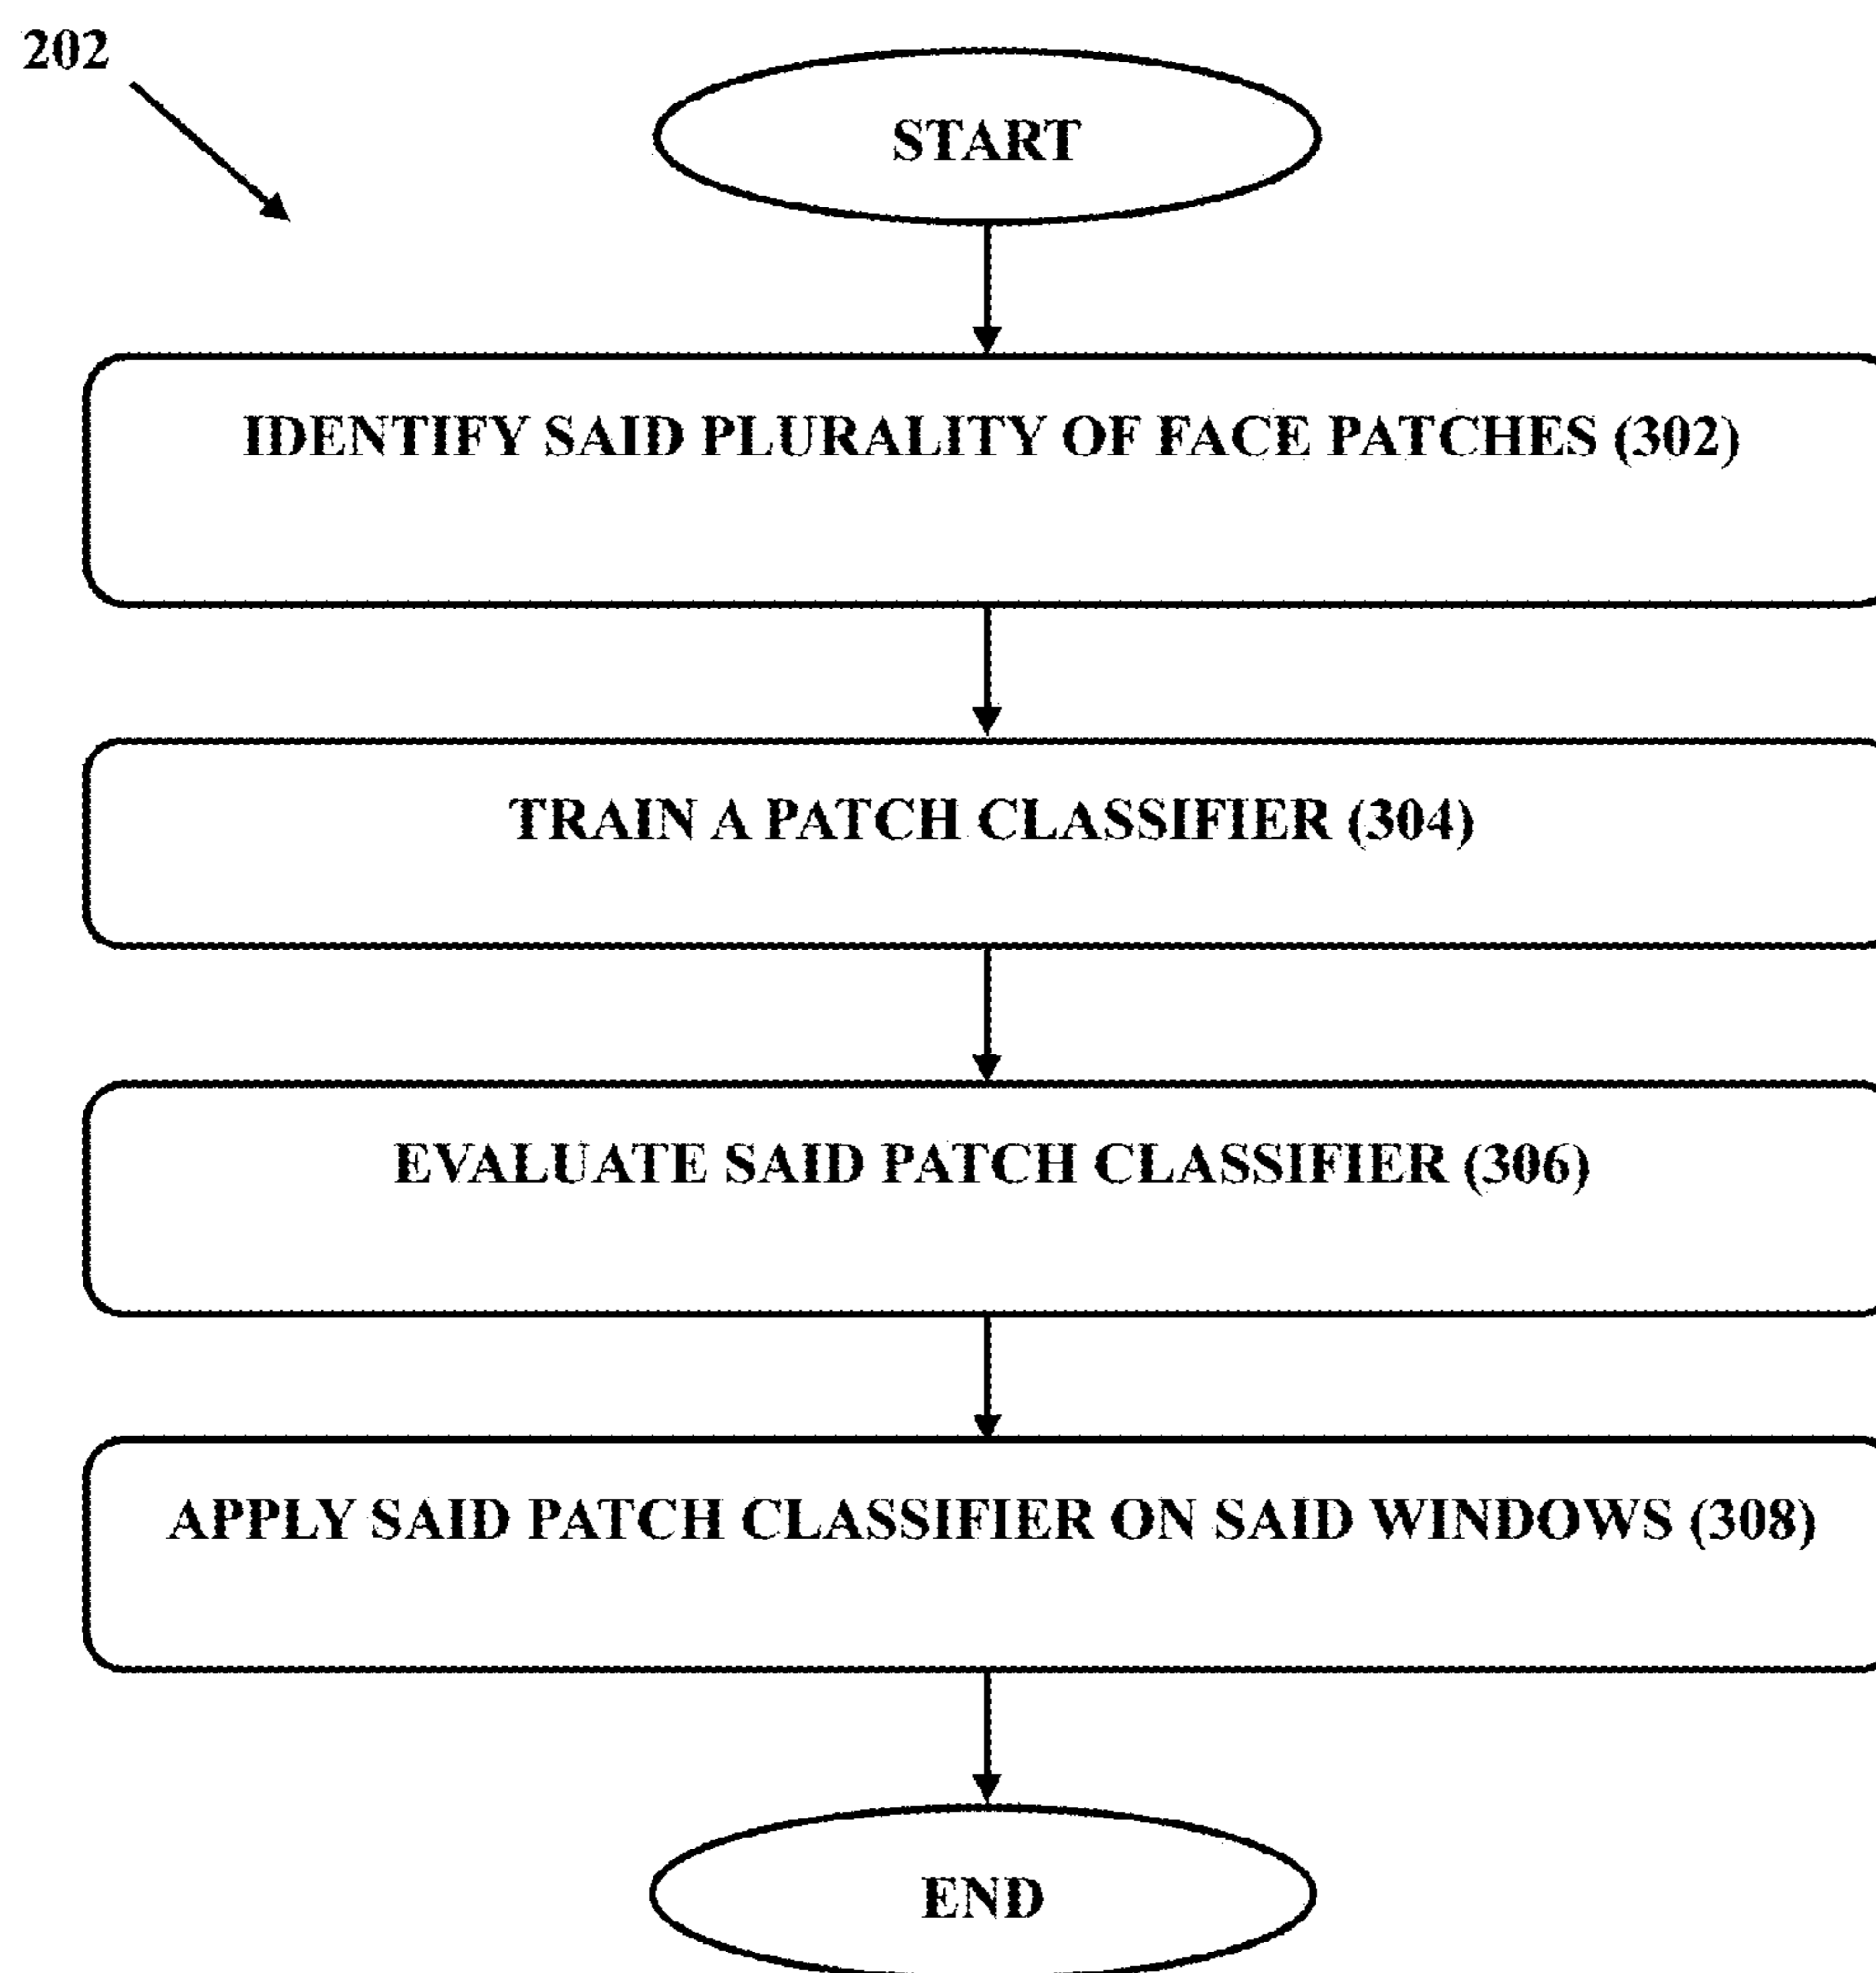 202
START
IDENTIFY SAID PLURALITY OF FACE PATCHES (302)
TRAIN A PATCH CLASSIFIER (304)
EVALUATE SAID PATCH CLASSIFIER (306)
APPLY SAID PATCH CLASSIFIER ON SAID WINDOWS (308)
END